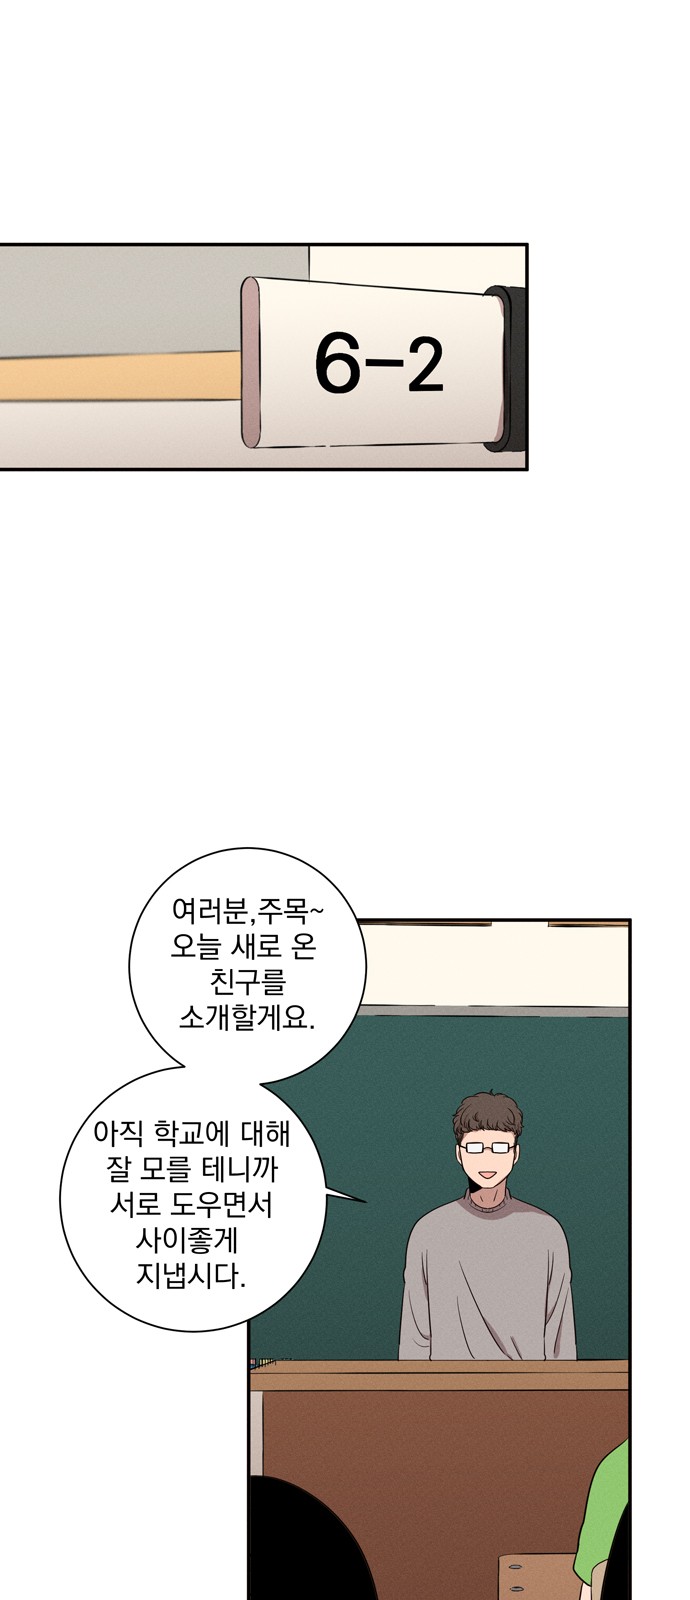 6-2
여러분,주목~
오늘 새로 온
친구를
소개할게요.
아직 학교에 대해
잘 모를 테니까
서로 도우면서
사이좋게
지냅시다.